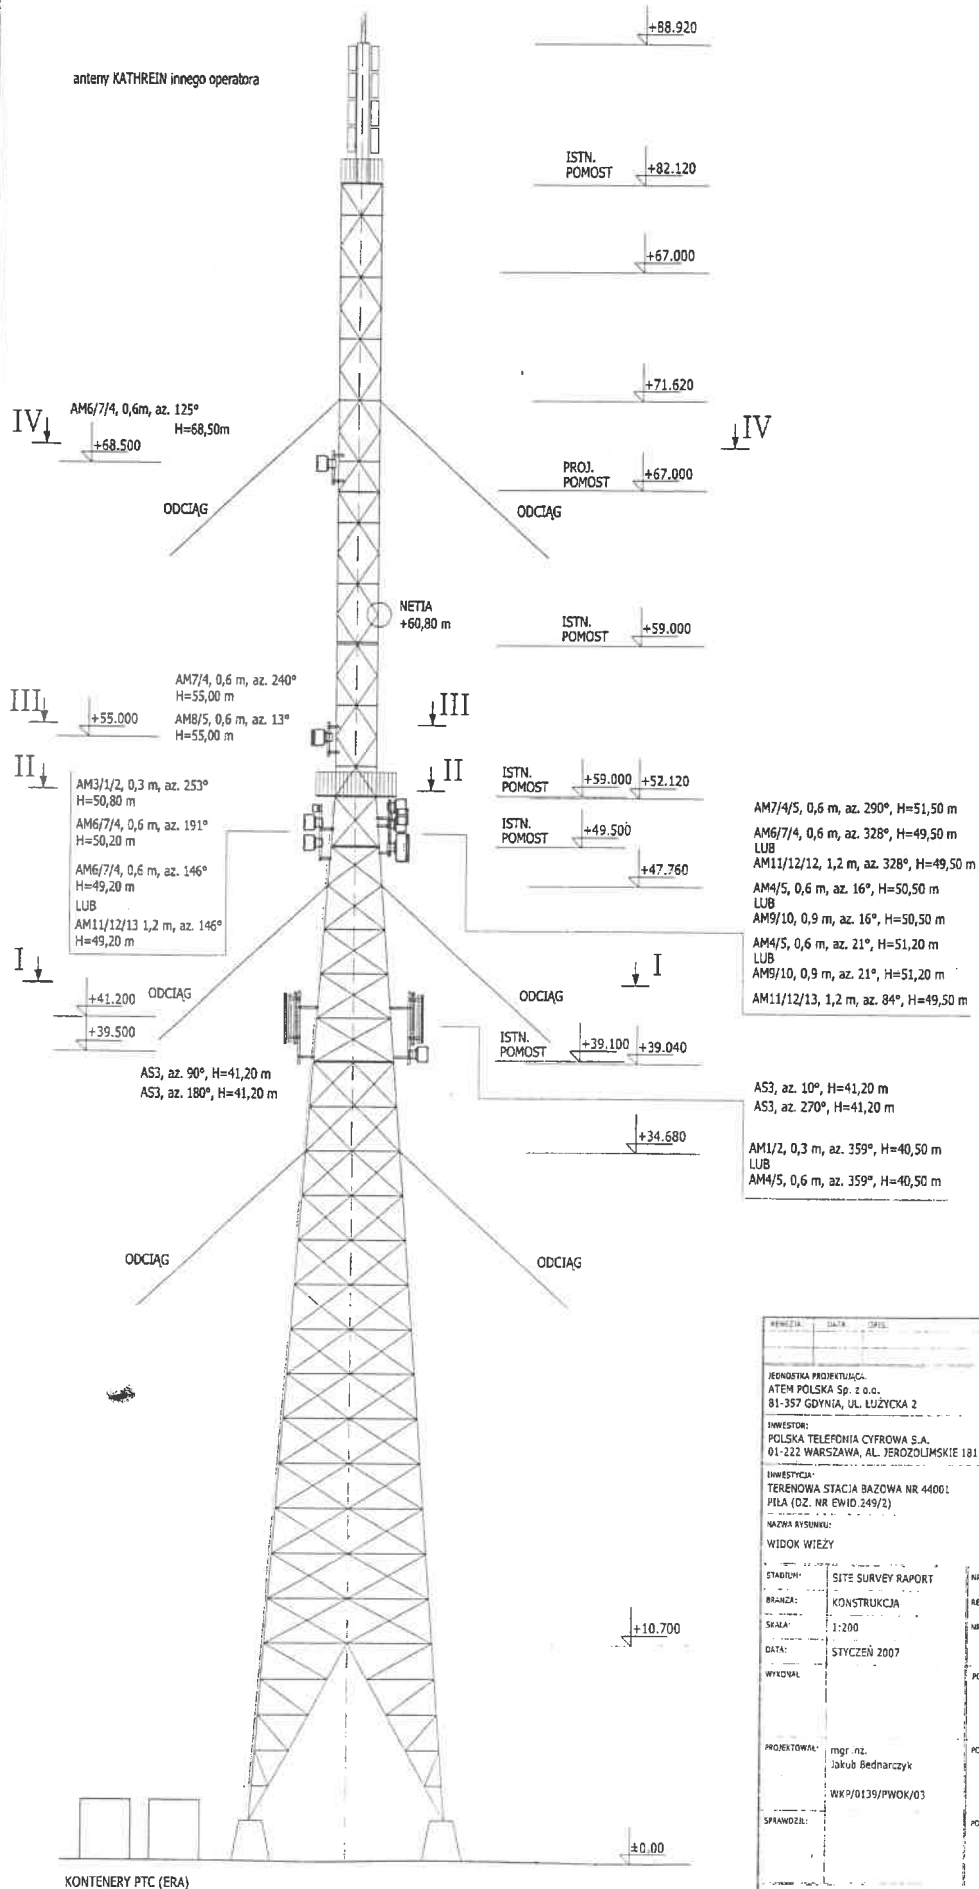 +88.920
anteny KATHREIN innego operatora
ISTN.
POMOST
+82.120
+67.000
+71.620
AM6/7/4, 0,6m, az. 125°
H=68,50m
IV
+68.500
IV
PROJ.
POMOST
+67.000
ODCIĄG
ODCIĄG
NETIA
+60,80 m
ISTN.
POMOST
+59.000
AM7/4, 0,6 m, az. 240°
H=55,00 m
III
+55.000
AM8/5, 0,6 m, az. 13°
H=55,00 m
III
II
II
ISTN.
POMOST
+59.000
+52.120
AM3/1/2, 0,3 m, az. 253°
H=50,80 m
AM6/7/4, 0,6 m, az. 191°
H=50,20 m
AM6/7/4, 0,6 m, az. 146°
H=49,20 m
LUB
AM11/12/13 1,2 m, az. 146°
H=49,20 m
ISTN.
POMOST
+49.500
+47.760
AM7/4/5, 0,6 m, az. 290°, H=51,50 m
AM6/7/4, 0,6 m, az. 328°, H=49,50 m
LUB
AM11/12/12, 1,2 m, az. 328°, H=49,50 m
AM4/5, 0,6 m, az. 16°, H=50,50 m
LUB
AM9/10, 0,9 m, az. 16°, H=50,50 m
AM4/5, 0,6 m, az. 21°, H=51,20 m
LUB
AM9/10, 0,9 m, az. 21°, H=51,20 m
AM11/12/13, 1,2 m, az. 84°, H=49,50 m
I
I
+41.200
ODCIĄG
ODCIĄG
+39.500
ISTN.
POMOST
+39.100
+39.040
AS3, az. 90°, H=41,20 m
AS3, az. 180°, H=41,20 m
AS3, az. 10°, H=41,20 m
AS3, az. 270°, H=41,20 m
+34.680
AM1/2, 0,3 m, az. 359°, H=40,50 m
LUB
AM4/5, 0,6 m, az. 359°, H=40,50 m
ODCIĄG
ODCIĄG
REWIZJA: DATA: OPIS:
JEDNOSTKA PROJEKTUJĄCA:
ATEM POLSKA Sp. z o.o.
81-357 GDYNIA, UL. ŁUŻYCKA 2
INWESTOR:
POLSKA TELEFONIA CYFROWA S.A.
01-222 WARSZAWA, AL. JEROZOLIMSKIE 181
INWESTYCJA:
TERENOWA STACJA BAZOWA NR 44001
PIŁA (DZ. NR EWID.249/2)
NAZWA RYSUNKU:
WIDOK WIEŻY
STADIUM: SITE SURVEY RAPORT
BRANŻA: KONSTRUKCJA
SKALA: 1:200
DATA: STYCZEŃ 2007
WYKONAŁ
PROJEKTOWAŁ: mgr inż.
Jakub Bednarczyk
WKP/0139/PWOK/03
SPRAWDZIŁ:
+10.700
±0.00
KONTENERY PTC (ERA)